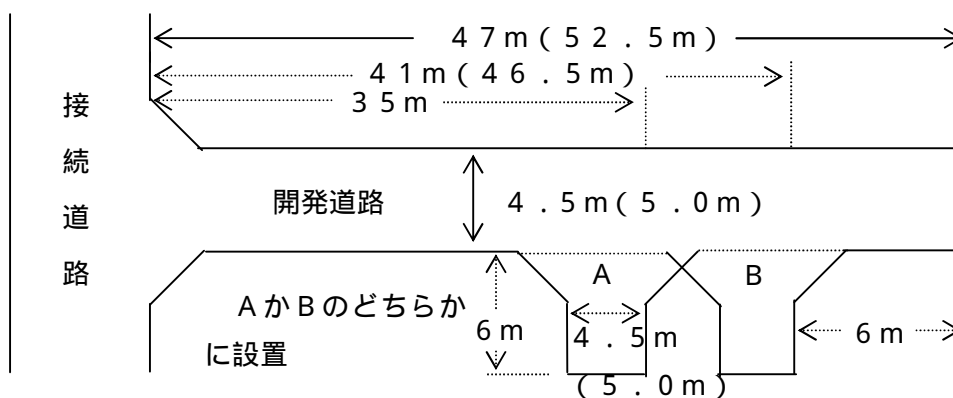 47m(52.5m)
41m(46.5m)
35m
接続道路
開発道路
4.5m(5.0m)
A
B
AかBのどちらか
に設置
6m
4.5m
(5.0m)
6m